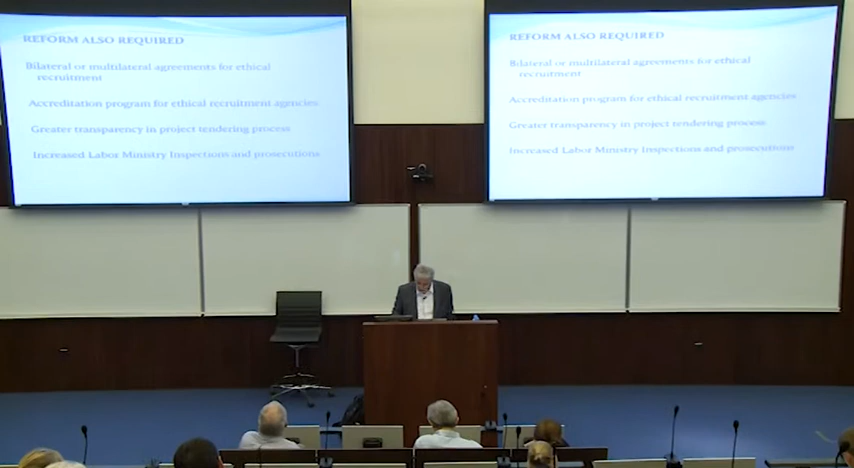 REFORM ALSO REQUIRED
Bilateral or multilateral agreements for ethical
recruitment
Accreditation program for ethical recruitment agencies
Greater transparency in project tendering process
Increased Labor Ministry Inspections and prosecutions
REFORM ALSO REQUIRED
Bilateral or multilateral agreements for ethical
recruitment
Accreditation program for ethical recruitment agencies
Greater transparency in project tendering process
Increased Labor Ministry Inspections and prosecutions